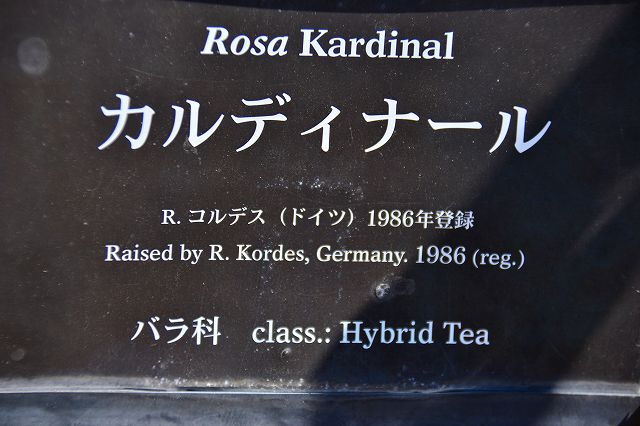 Rosa Kardinal
カルディナール
R. コルデス（ドイツ）1986年登録
Raised by R. Kordes, Germany. 1986 (reg.)
バラ科　class.: Hybrid Tea